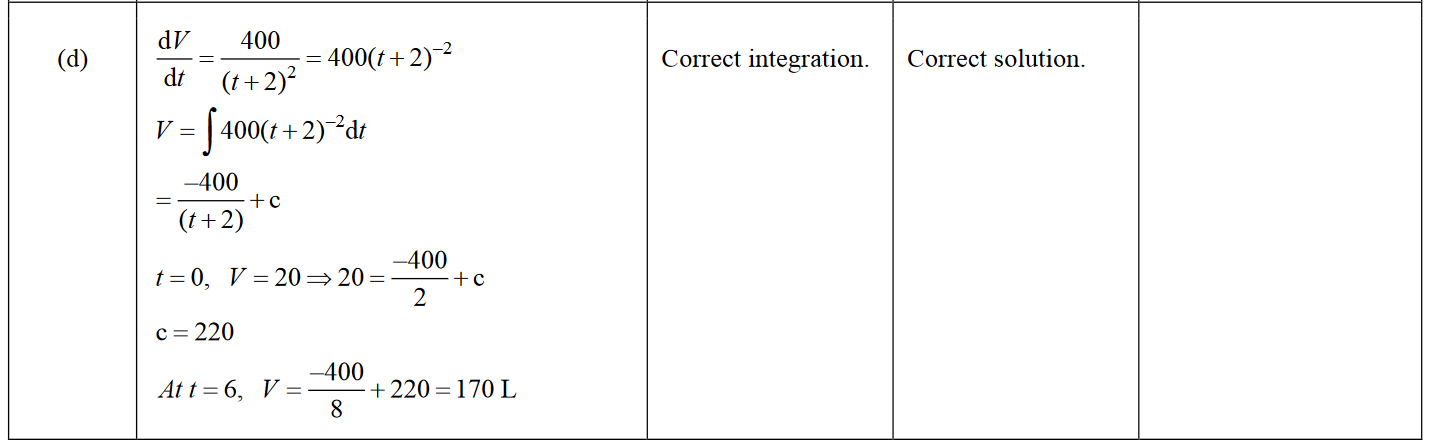 (d)
dV/dt = 400/(t + 2)² = 400(t + 2)⁻²
Correct integration.
Correct solution.
V = ∫ 400(t + 2)⁻²dt
= –400/(t + 2) + c
t = 0, V = 20 ⇒ 20 = –400/2 + c
c = 220
At t = 6, V = –400/8 + 220 = 170 L